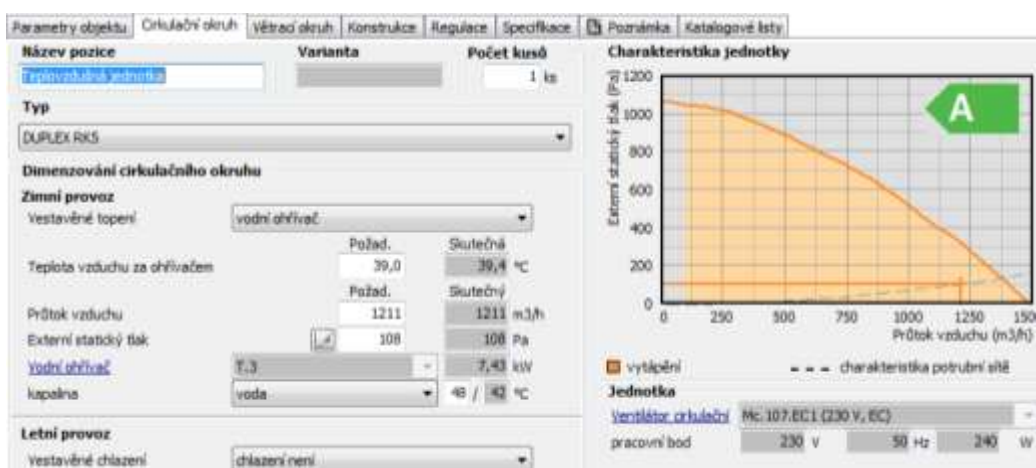 Parametry objektu Cirkulační okruh Větrací okruh Konstrukce Regulace Specifikace Poznámka Katalogové listy
Název pozice Varianta Počet kusů
Teplovzdušná jednotka 1 ks
Typ
DUPLEX RK5
Dimenzování cirkulačního okruhu
Zimní provoz
Vestavěné topení vodní ohřívač
Požad. Skutečná
Teplota vzduchu za ohřívačem 39,0 39,4 °C
Požad. Skutečný
Průtok vzduchu 1211 1211 m3/h
Externí statický tlak 108 108 Pa
Vodní ohřívač T.3 7,43 kW
kapalina voda 48 / 42 °C
Letní provoz
Vestavěné chlazení chlazení není
Charakteristika jednotky
Externí statický tlak (Pa)
1200
1000
800
600
400
200
0
A
0 250 500 750 1000 1250 1500
Průtok vzduchu (m3/h)
vytápění charakteristika potrubní sítě
Jednotka
Ventilátor cirkulační Mc.107.EC1 (230 V, EC)
pracovní bod 230 V 50 Hz 240 W